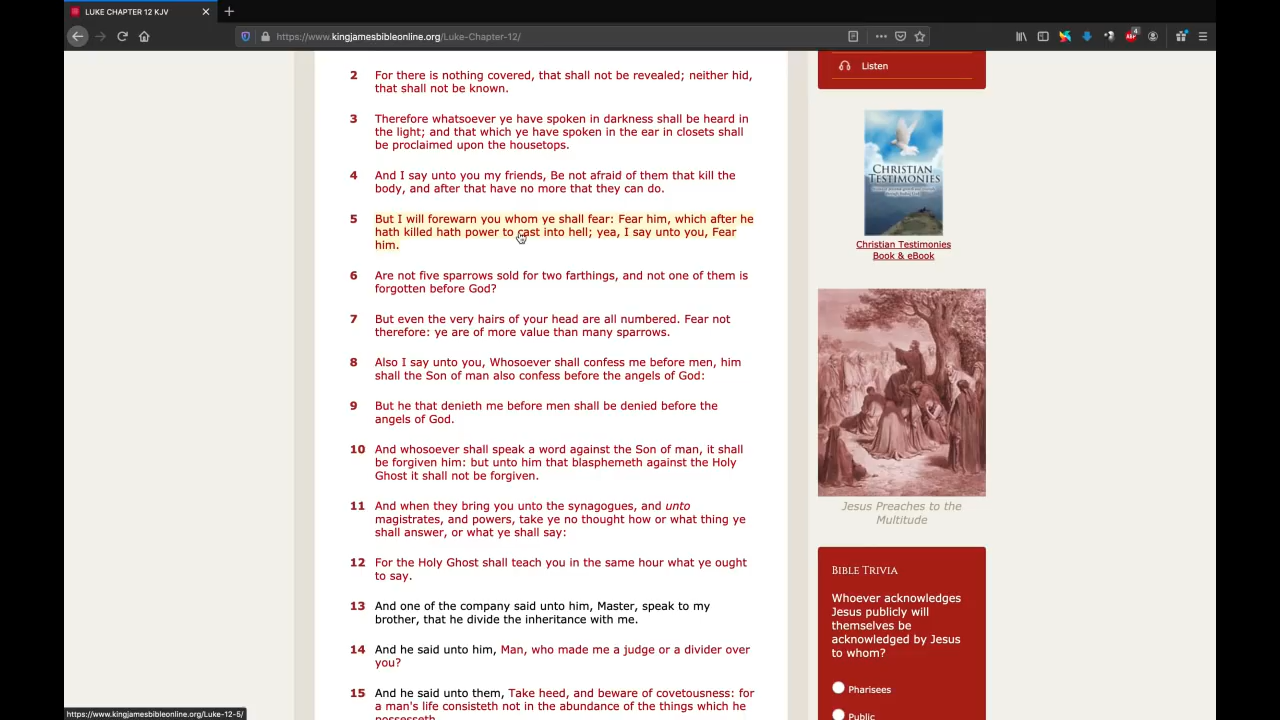 LUKE CHAPTER 12 KJV
https://www.kingjamesbibleonline.org/Luke-Chapter-12/
4
2 For there is nothing covered, that shall not be revealed; neither hid,
that shall not be known.
3 Therefore whatsoever ye have spoken in darkness shall be heard in
the light; and that which ye have spoken in the ear in closets shall
be proclaimed upon the housetops.
4 And I say unto you my friends, Be not afraid of them that kill the
body, and after that have no more that they can do.
5 But I will forewarn you whom ye shall fear: Fear him, which after he
hath killed hath power to cast into hell; yea, I say unto you, Fear
him.
6 Are not five sparrows sold for two farthings, and not one of them is
forgotten before God?
7 But even the very hairs of your head are all numbered. Fear not
therefore: ye are of more value than many sparrows.
8 Also I say unto you, Whosoever shall confess me before men, him
shall the Son of man also confess before the angels of God:
9 But he that denieth me before men shall be denied before the
angels of God.
10 And whosoever shall speak a word against the Son of man, it shall
be forgiven him: but unto him that blasphemeth against the Holy
Ghost it shall not be forgiven.
11 And when they bring you unto the synagogues, and unto
magistrates, and powers, take ye no thought how or what thing ye
shall answer, or what ye shall say:
12 For the Holy Ghost shall teach you in the same hour what ye ought
to say.
13 And one of the company said unto him, Master, speak to my
brother, that he divide the inheritance with me.
14 And he said unto him, Man, who made me a judge or a divider over
you?
15 And he said unto them, Take heed, and beware of covetousness: for
a man's life consisteth not in the abundance of the things which he
possesseth.
Listen
CHRISTIAN
TESTIMONIES
Christian Testimonies
Book & eBook
Jesus Preaches to the
Multitude
BIBLE TRIVIA
Whoever acknowledges
Jesus publicly will
themselves be
acknowledged by Jesus
to whom?
Pharisees
Public
https://www.kingjamesbibleonline.org/Luke-12-5/